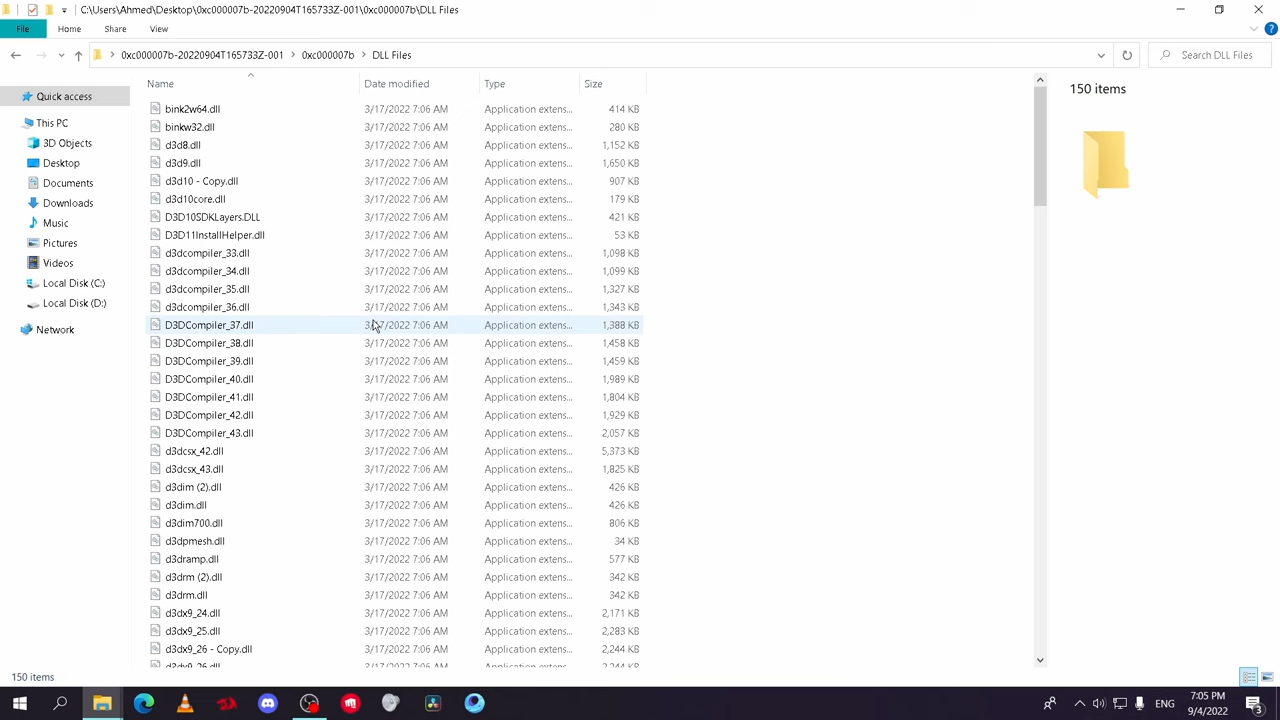 C:\Users\Ahmed\Desktop\0xc000007b-20220904T165733Z-001\0xc000007b\DLL Files
File Home Share View
0xc000007b-20220904T165733Z-001 0xc000007b DLL Files
Search DLL Files
Quick access
This PC
3D Objects
Desktop
Documents
Downloads
Music
Pictures
Videos
Local Disk (C:)
Local Disk (D:)
Network
Name Date modified Type Size
bink2w64.dll 3/17/2022 7:06 AM Application extens... 414 KB
binkw32.dll 3/17/2022 7:06 AM Application extens... 280 KB
d3d8.dll 3/17/2022 7:06 AM Application extens... 1,152 KB
d3d9.dll 3/17/2022 7:06 AM Application extens... 1,650 KB
d3d10 - Copy.dll 3/17/2022 7:06 AM Application extens... 907 KB
d3d10core.dll 3/17/2022 7:06 AM Application extens... 179 KB
D3D10SDKLayers.DLL 3/17/2022 7:06 AM Application extens... 421 KB
D3D11InstallHelper.dll 3/17/2022 7:06 AM Application extens... 53 KB
d3dcompiler_33.dll 3/17/2022 7:06 AM Application extens... 1,098 KB
d3dcompiler_34.dll 3/17/2022 7:06 AM Application extens... 1,099 KB
d3dcompiler_35.dll 3/17/2022 7:06 AM Application extens... 1,327 KB
d3dcompiler_36.dll 3/17/2022 7:06 AM Application extens... 1,343 KB
D3DCompiler_37.dll 3/17/2022 7:06 AM Application extens... 1,388 KB
D3DCompiler_38.dll 3/17/2022 7:06 AM Application extens... 1,458 KB
D3DCompiler_39.dll 3/17/2022 7:06 AM Application extens... 1,459 KB
D3DCompiler_40.dll 3/17/2022 7:06 AM Application extens... 1,989 KB
D3DCompiler_41.dll 3/17/2022 7:06 AM Application extens... 1,804 KB
D3DCompiler_42.dll 3/17/2022 7:06 AM Application extens... 1,929 KB
D3DCompiler_43.dll 3/17/2022 7:06 AM Application extens... 2,057 KB
d3dcsx_42.dll 3/17/2022 7:06 AM Application extens... 5,373 KB
d3dcsx_43.dll 3/17/2022 7:06 AM Application extens... 1,825 KB
d3dim (2).dll 3/17/2022 7:06 AM Application extens... 426 KB
d3dim.dll 3/17/2022 7:06 AM Application extens... 426 KB
d3dim700.dll 3/17/2022 7:06 AM Application extens... 806 KB
d3dpmesh.dll 3/17/2022 7:06 AM Application extens... 34 KB
d3dramp.dll 3/17/2022 7:06 AM Application extens... 577 KB
d3drm (2).dll 3/17/2022 7:06 AM Application extens... 342 KB
d3drm.dll 3/17/2022 7:06 AM Application extens... 342 KB
d3dx9_24.dll 3/17/2022 7:06 AM Application extens... 2,171 KB
d3dx9_25.dll 3/17/2022 7:06 AM Application extens... 2,283 KB
d3dx9_26 - Copy.dll 3/17/2022 7:06 AM Application extens... 2,244 KB
d3dx9_26.dll 3/17/2022 7:06 AM Application extens... 2,244 KB
150 items
150 items
ENG
7:05 PM
9/4/2022
3